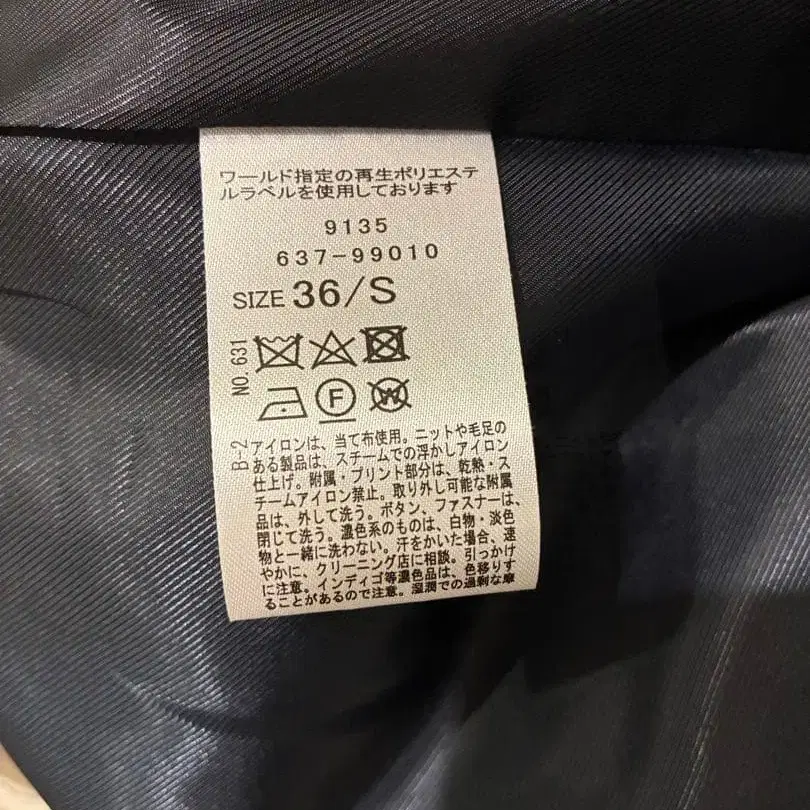 ワールド指定の再生ポリエステ
ルラベルを使用しております
9135
637-99010
SIZE 36/S
NO.631
F
W
B-2
アイロンは、当て布使用。ニットや毛足の
ある製品は、スチームでの浮かしアイロン
仕上げ。附属・プリント部分は、乾熱・ス
チームアイロン禁止。取り外し可能な附属
品は、外して洗う。ボタン、ファスナーは、
閉じて洗う。濃色系のものは、白物・淡色
物と一緒に洗わない。汗をかいた場合、速
やかに、クリーニング店に相談。引っかけ
に注意。インディゴ等濃色品は、色移りす
ることがあるので注意。湿潤での過剰な摩